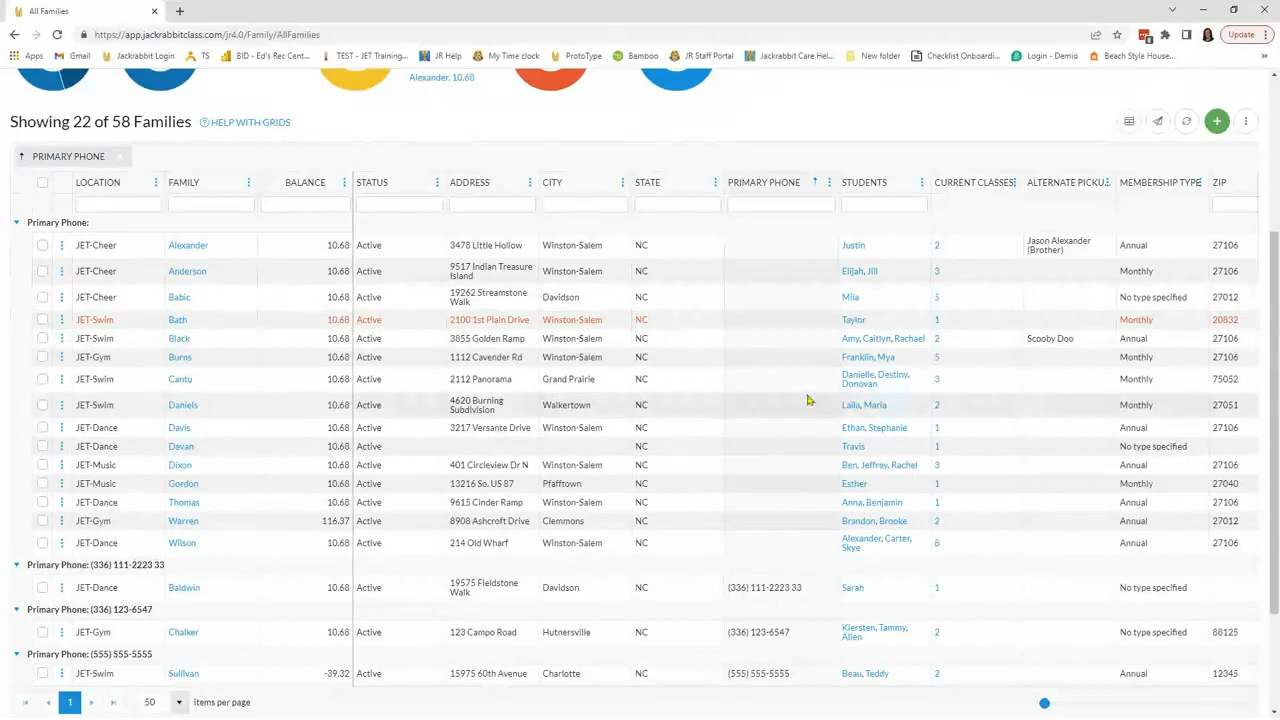 All Families
https://app.jackrabbitclass.com/jr4.0/Family/AllFamilies
Update
Apps Gmail Jackrabbit Login TS BID - Ed's Rec Cent... TEST - JET Training... JR Help My Time clock ProtoType Bamboo JR Staff Portal Jackrabbit Care Hel... New folder Checklist Onboardi... Login - Demo Beach Style House...
Alexander, 10.68
Showing 22 of 58 Families HELP WITH GRIDS
PRIMARY PHONE
LOCATION FAMILY BALANCE STATUS ADDRESS CITY STATE PRIMARY PHONE STUDENTS CURRENT CLASSES ALTERNATE PICKU MEMBERSHIP TYPE ZIP
Primary Phone:
JET-Cheer Alexander 10.68 Active 3478 Little Hollow Winston-Salem NC Justin 2 Jason Alexander (Brother) Annual 27106
JET-Cheer Anderson 10.68 Active 9517 Indian Treasure Island Winston-Salem NC Elijah, Jill 3 Monthly 27106
JET-Cheer Babic 10.68 Active 19262 Streamstone Walk Davidson NC Mila 5 No type specified 27012
JET-Swim Bath 10.68 Active 2100 1st Plain Drive Winston-Salem NC Taylor 1 Monthly 20832
JET-Swim Black 10.68 Active 3855 Golden Ramp Winston-Salem NC Amy, Caitlyn, Rachael 2 Scooby Doo Annual 27106
JET-Gym Burns 10.68 Active 1112 Cavender Rd Winston-Salem NC Franklin, Mya 5 Monthly 27106
JET-Swim Cantu 10.68 Active 2112 Panorama Grand Prairie NC Danielle, Destiny, Donovan 3 Monthly 75052
JET-Swim Daniels 10.68 Active 4620 Burning Subdivision Walkertown NC Laila, Maria 2 Monthly 27051
JET-Dance Davis 10.68 Active 3217 Versante Drive Winston-Salem NC Ethan, Stephanie 1 Annual 27106
JET-Dance Devan 10.68 Active NC Travis 1 No type specified
JET-Music Dixon 10.68 Active 401 Circleview Dr N Winston-Salem NC Ben, Jeffrey, Rachel 3 Annual 27106
JET-Music Gordon 10.68 Active 13216 So. US 87 Pfafftown NC Esther 1 Monthly 27040
JET-Dance Thomas 10.68 Active 9615 Cinder Ramp Winston-Salem NC Anna, Benjamin 1 Annual 27106
JET-Gym Warren 116.37 Active 8908 Ashcroft Drive Clemmons NC Brandon, Brooke 2 Annual 27012
JET-Dance Wilson 10.68 Active 214 Old Wharf Winston-Salem NC Alexander, Carter, Skye 8 Annual 27106
Primary Phone: (336) 111-2223 33
JET-Dance Baldwin 10.68 Active 19575 Fieldstone Walk Davidson NC (336) 111-2223 33 Sarah 1 No type specified
Primary Phone: (336) 123-6547
JET-Gym Chalker 10.68 Active 123 Campo Road Hutnersville NC (336) 123-6547 Kiersten, Tammy, Allen 2 No type specified 88125
Primary Phone: (555) 555-5555
JET-Swim Sullivan -39.32 Active 15975 60th Avenue Charlotte NC (555) 555-5555 Beau, Teddy 2 Annual 12345
1 50 items per page